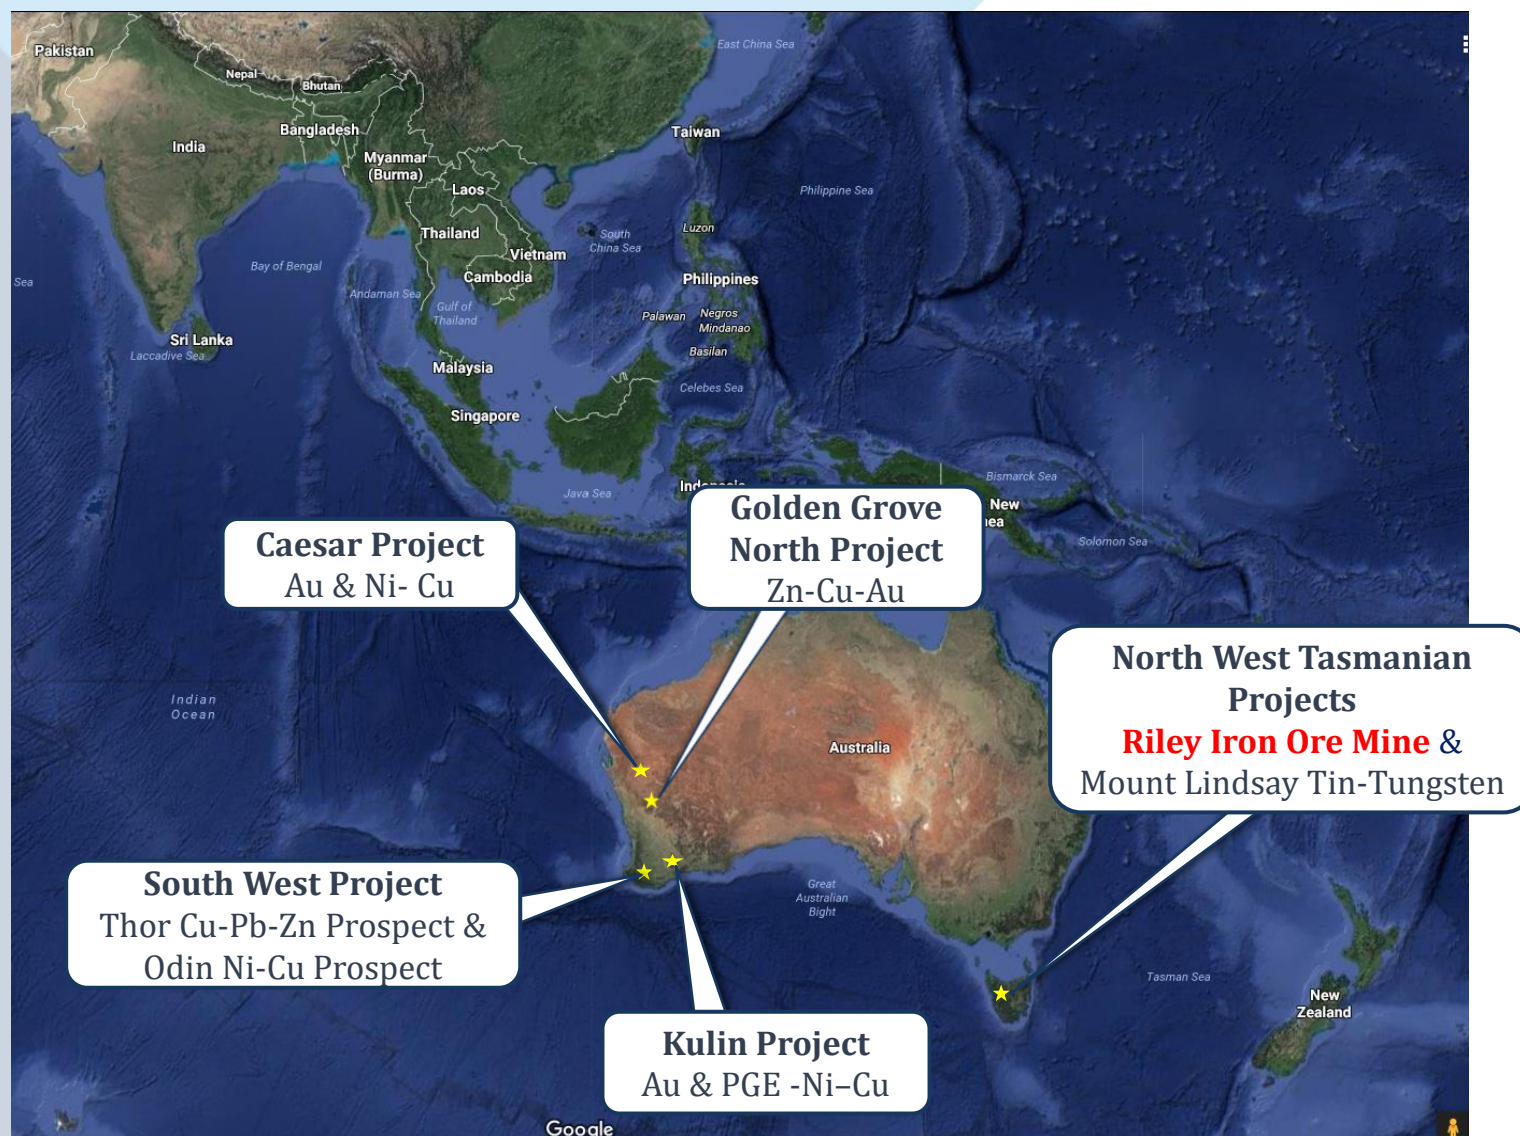 East China Sea
Pakistan
Nepal
Bhutan
Bangladesh
India
Taiwan
Myanmar
(Burma)
Laos
Philippine Sea
Thailand
Luzon
South
China Sea
Vietnam
Bay of Bengal
Cambodia
Sea
Andaman Sea
Philippines
Gulf of
Thailand
Palawan
Negros
Mindanao
Sri Lanka
Laccadive Sea
Basilan
Malaysia
Celebes Sea
Singapore
Bismarck Sea
Java Sea
New
Solomon Sea
Caesar Project
Au & Ni- Cu
Golden Grove
North Project
Zn-Cu-Au
North West Tasmanian
Projects
Riley Iron Ore Mine &
Mount Lindsay Tin-Tungsten
Indian
Ocean
Australia
South West Project
Thor Cu-Pb-Zn Prospect &
Odin Ni-Cu Prospect
Great
Australian
Bight
Tasman Sea
New
Zealand
Kulin Project
Au & PGE -Ni–Cu
Google